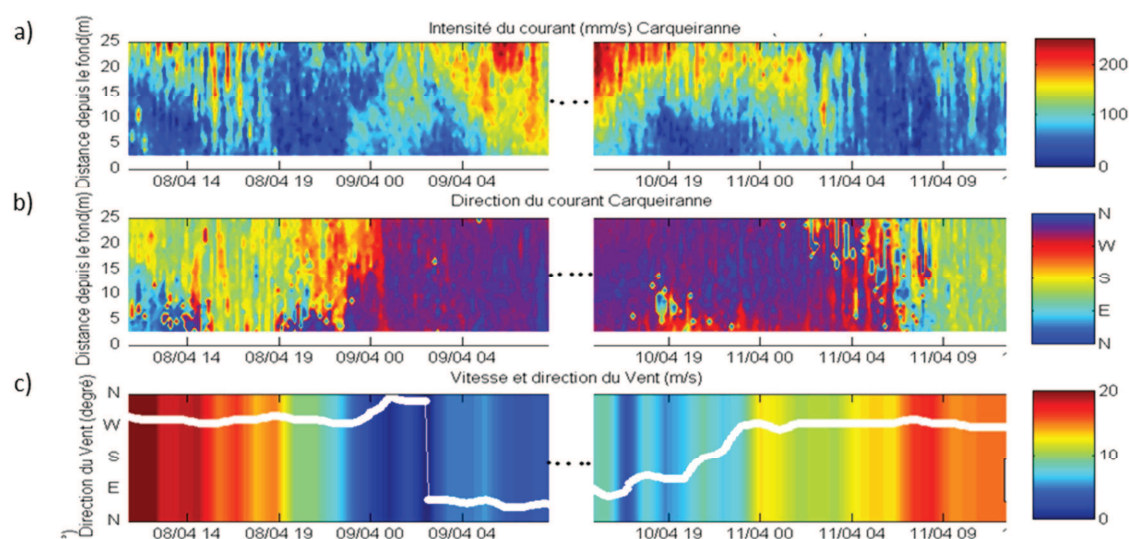 a)
Intensité du courant (mm/s) Carqueiranne
Distance depuis le fond(m)
25
20
15
10
5
0
08/04 14 08/04 19 09/04 00 09/04 04
10/04 19 11/04 00 11/04 04 11/04 09
200
100
0
b)
Direction du courant Carqueiranne
Distance depuis le fond(m)
25
20
15
10
5
0
08/04 14 08/04 19 09/04 00 09/04 04
10/04 19 11/04 00 11/04 04 11/04 09
N
W
S
E
N
c)
Vitesse et direction du Vent (m/s)
Direction du Vent (degré)
N
W
S
E
N
08/04 14 08/04 19 09/04 00 09/04 04
10/04 19 11/04 00 11/04 04 11/04 09
20
10
0